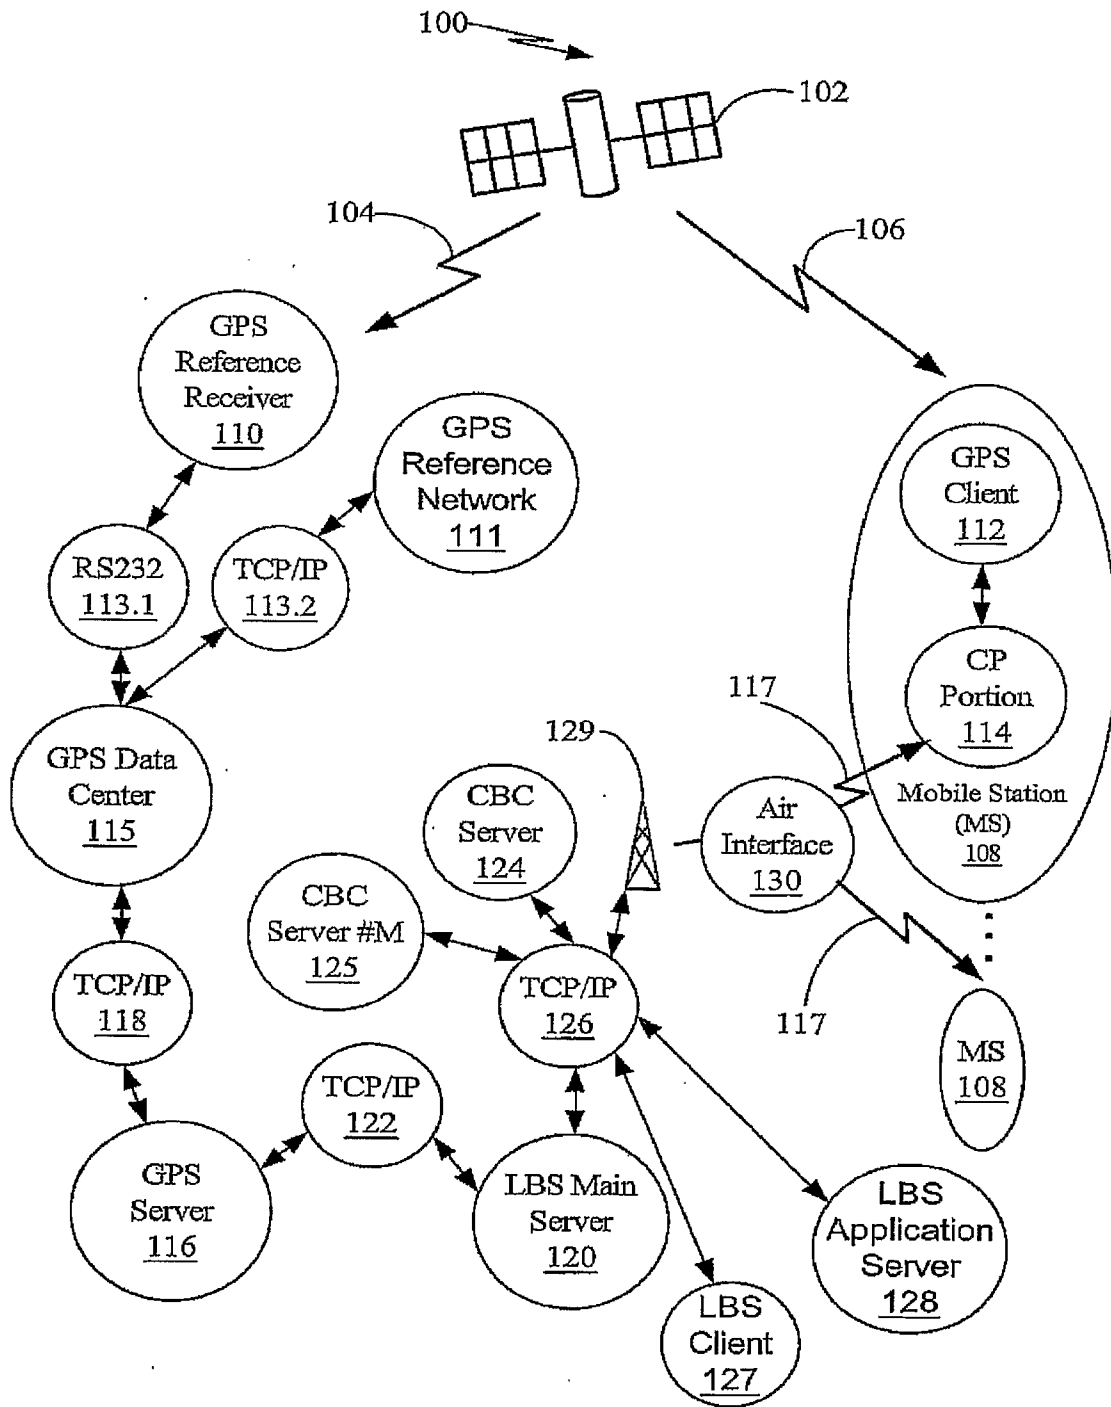 100
102
104
106
GPS
Reference
Receiver
110
GPS
Reference
Network
111
GPS
Client
112
RS232
113.1
TCP/IP
113.2
CP
Portion
114
117
Mobile Station
(MS)
108
GPS Data
Center
115
129
CBC
Server
124
Air
Interface
130
CBC
Server #M
125
TCP/IP
118
TCP/IP
126
117
MS
108
TCP/IP
122
GPS
Server
116
LBS Main
Server
120
LBS
Application
Server
128
LBS
Client
127